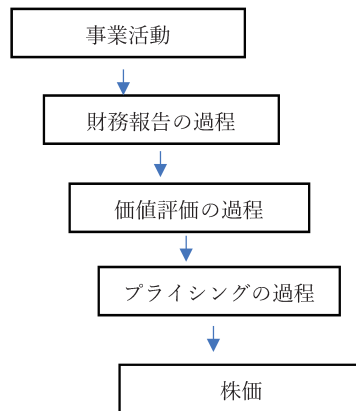 事業活動
財務報告の過程
価値評価の過程
プライシングの過程
株価